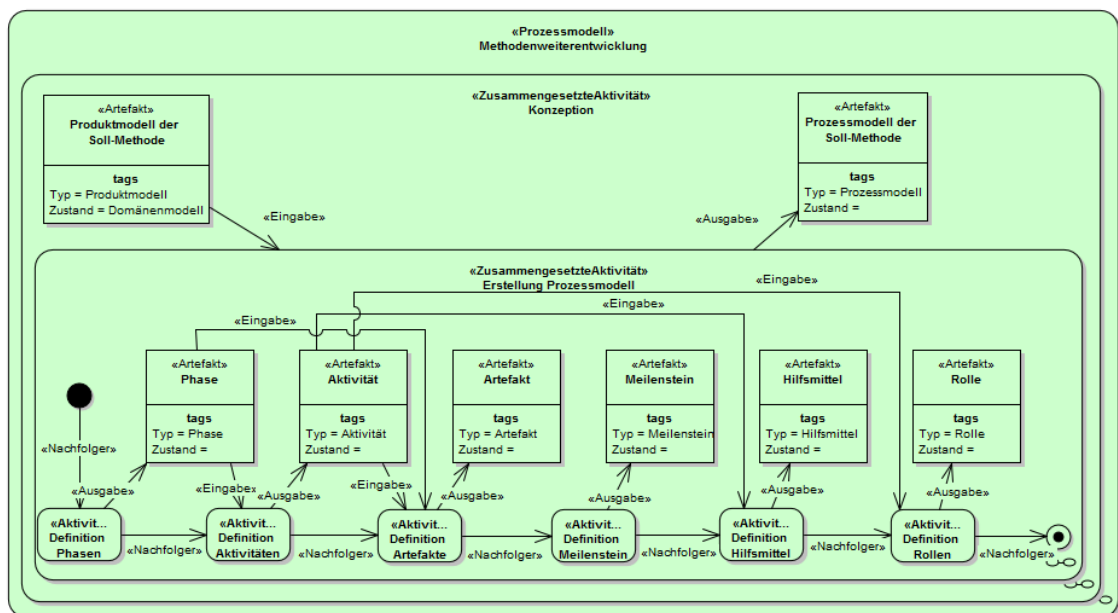 «Prozessmodell»
Methodenweiterentwicklung
«ZusammengesetzteAktivität»
Konzeption
«Artefakt»
Produktmodell der
Soll-Methode
tags
Typ = Produktmodell
Zustand = Domänenmodell
«Artefakt»
Prozessmodell der
Soll-Methode
tags
Typ = Prozessmodell
Zustand =
«Eingabe»
«Ausgabe»
«ZusammengesetzteAktivität»
Erstellung Prozessmodell
«Eingabe»
«Eingabe»
«Eingabe»
«Artefakt»
Phase
tags
Typ = Phase
Zustand =
«Artefakt»
Aktivität
tags
Typ = Aktivität
Zustand =
«Artefakt»
Artefakt
tags
Typ = Artefakt
Zustand =
«Artefakt»
Meilenstein
tags
Typ = Meilenstein
Zustand =
«Artefakt»
Hilfsmittel
tags
Typ = Hilfsmittel
Zustand =
«Artefakt»
Rolle
tags
Typ = Rolle
Zustand =
«Nachfolger»
«Ausgabe»
«Eingabe»
«Ausgabe»
«Eingabe»
«Ausgabe»
«Ausgabe»
«Ausgabe»
«Ausgabe»
«Aktivit...
Definition
Phasen
«Nachfolger»
«Aktivit...
Definition
Aktivitäten
«Nachfolger»
«Aktivit...
Definition
Artefakte
«Nachfolger»
«Aktivit...
Definition
Meilenstein
«Nachfolger»
«Aktivit...
Definition
Hilfsmittel
«Nachfolger»
«Aktivit...
Definition
Rollen
«Nachfolger»